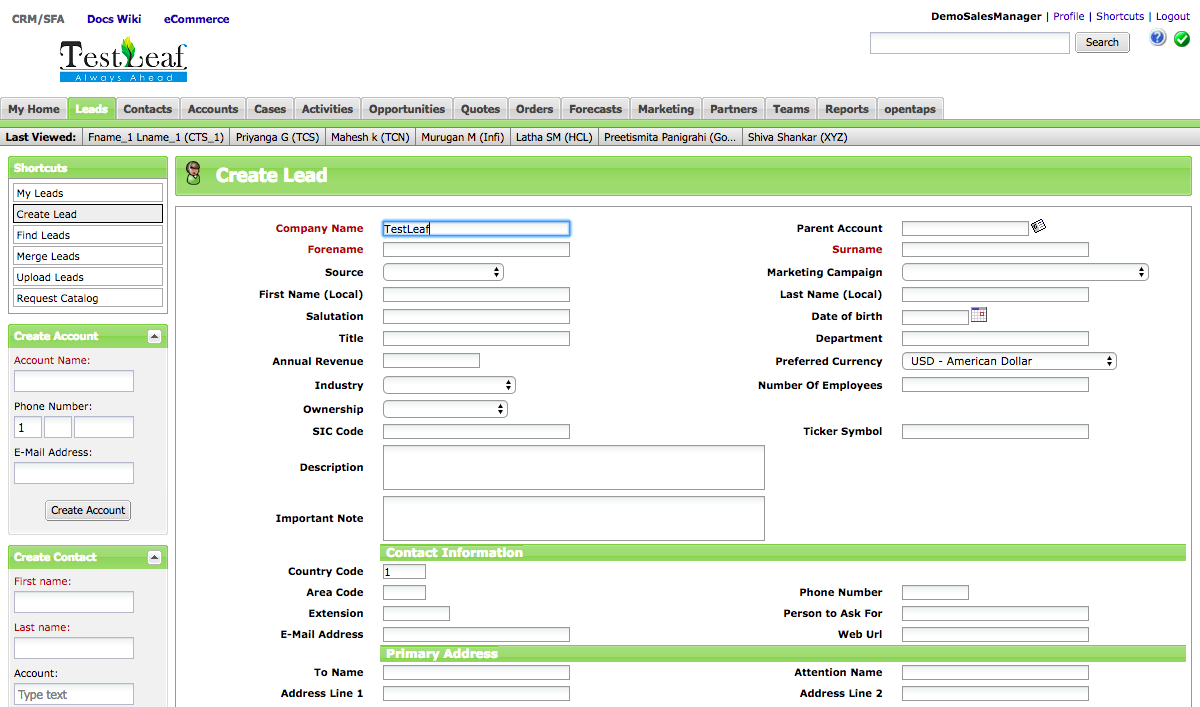 CRM/SFA Docs Wiki eCommerce
DemoSalesManager | Profile | Shortcuts | Logout
TestLeaf
Always Ahead
Search
?
My Home Leads Contacts Accounts Cases Activities Opportunities Quotes Orders Forecasts Marketing Partners Teams Reports opentaps
Last Viewed: Fname_1 Lname_1 (CTS_1) Priyanga G (TCS) Mahesh k (TCN) Murugan M (Infi) Latha SM (HCL) Preetismita Panigrahi (Go... Shiva Shankar (XYZ)
Shortcuts
My Leads
Create Lead
Find Leads
Merge Leads
Upload Leads
Request Catalog
Create Account
Account Name:
Phone Number:
1
E-Mail Address:
Create Account
Create Contact
First name:
Last name:
Account:
Type text
Create Lead
Company Name TestLeaf Parent Account
Forename Surname
Source Marketing Campaign
First Name (Local) Last Name (Local)
Salutation Date of birth
Title Department
Annual Revenue Preferred Currency USD - American Dollar
Industry Number Of Employees
Ownership
SIC Code Ticker Symbol
Description
Important Note
Contact Information
Country Code 1
Area Code Phone Number
Extension Person to Ask For
E-Mail Address Web Url
Primary Address
To Name Attention Name
Address Line 1 Address Line 2